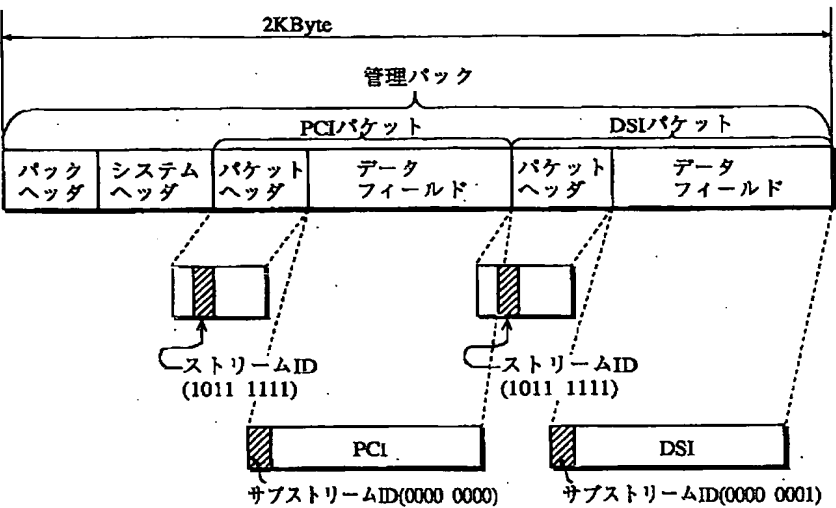 2KByte
管理パック
PCIパケット
DSIパケット
パック
ヘッダ
システム
ヘッダ
パケット
ヘッダ
データ
フィールド
パケット
ヘッダ
データ
フィールド
ストリームID
(1011 1111)
ストリームID
(1011 1111)
PCI
DSI
サブストリームID(0000 0000)
サブストリームID(0000 0001)